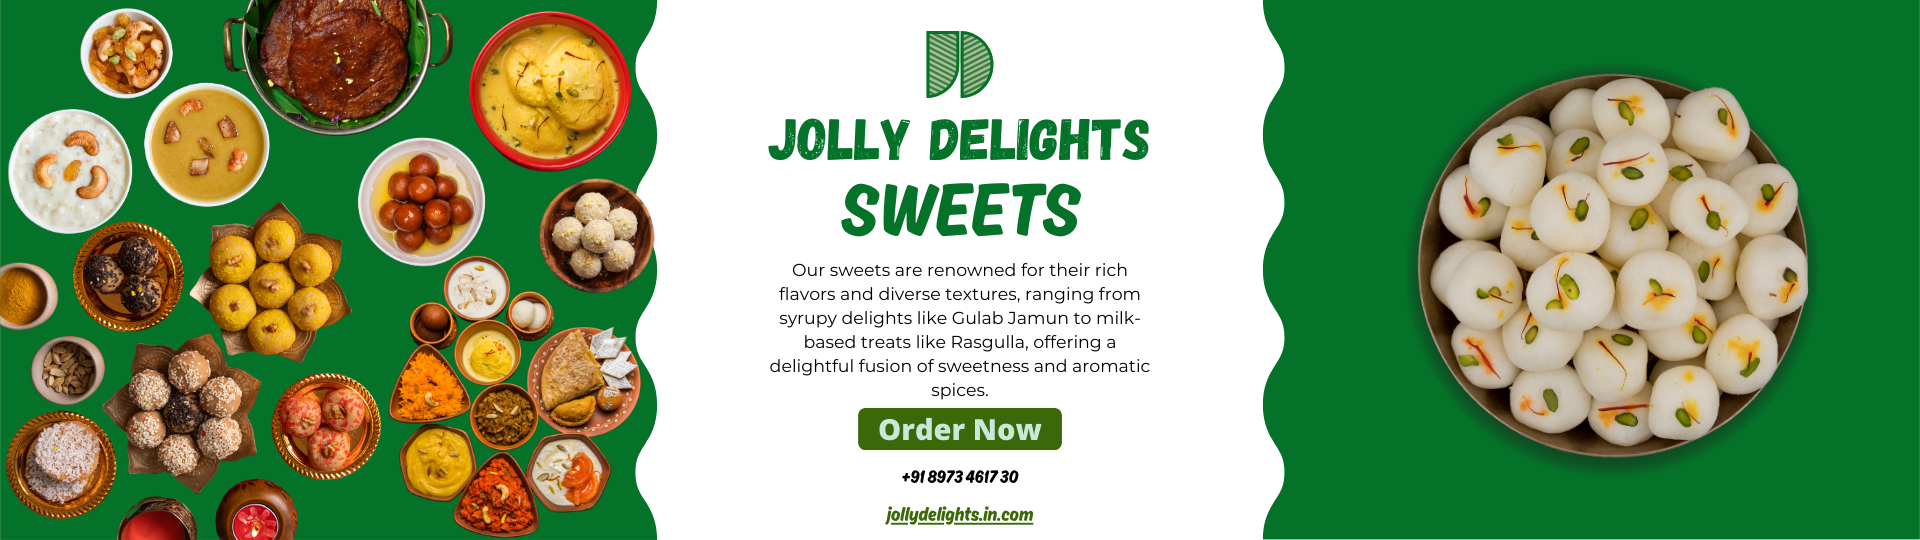 JOLLY DELIGHTS
SWEETS
Our sweets are renowned for their rich
flavors and diverse textures, ranging from
syrupy delights like Gulab Jamun to milk-
based treats like Rasgulla, offering a
delightful fusion of sweetness and aromatic
spices.
Order Now
+91 8973 4617 30
jollydelights.in.com